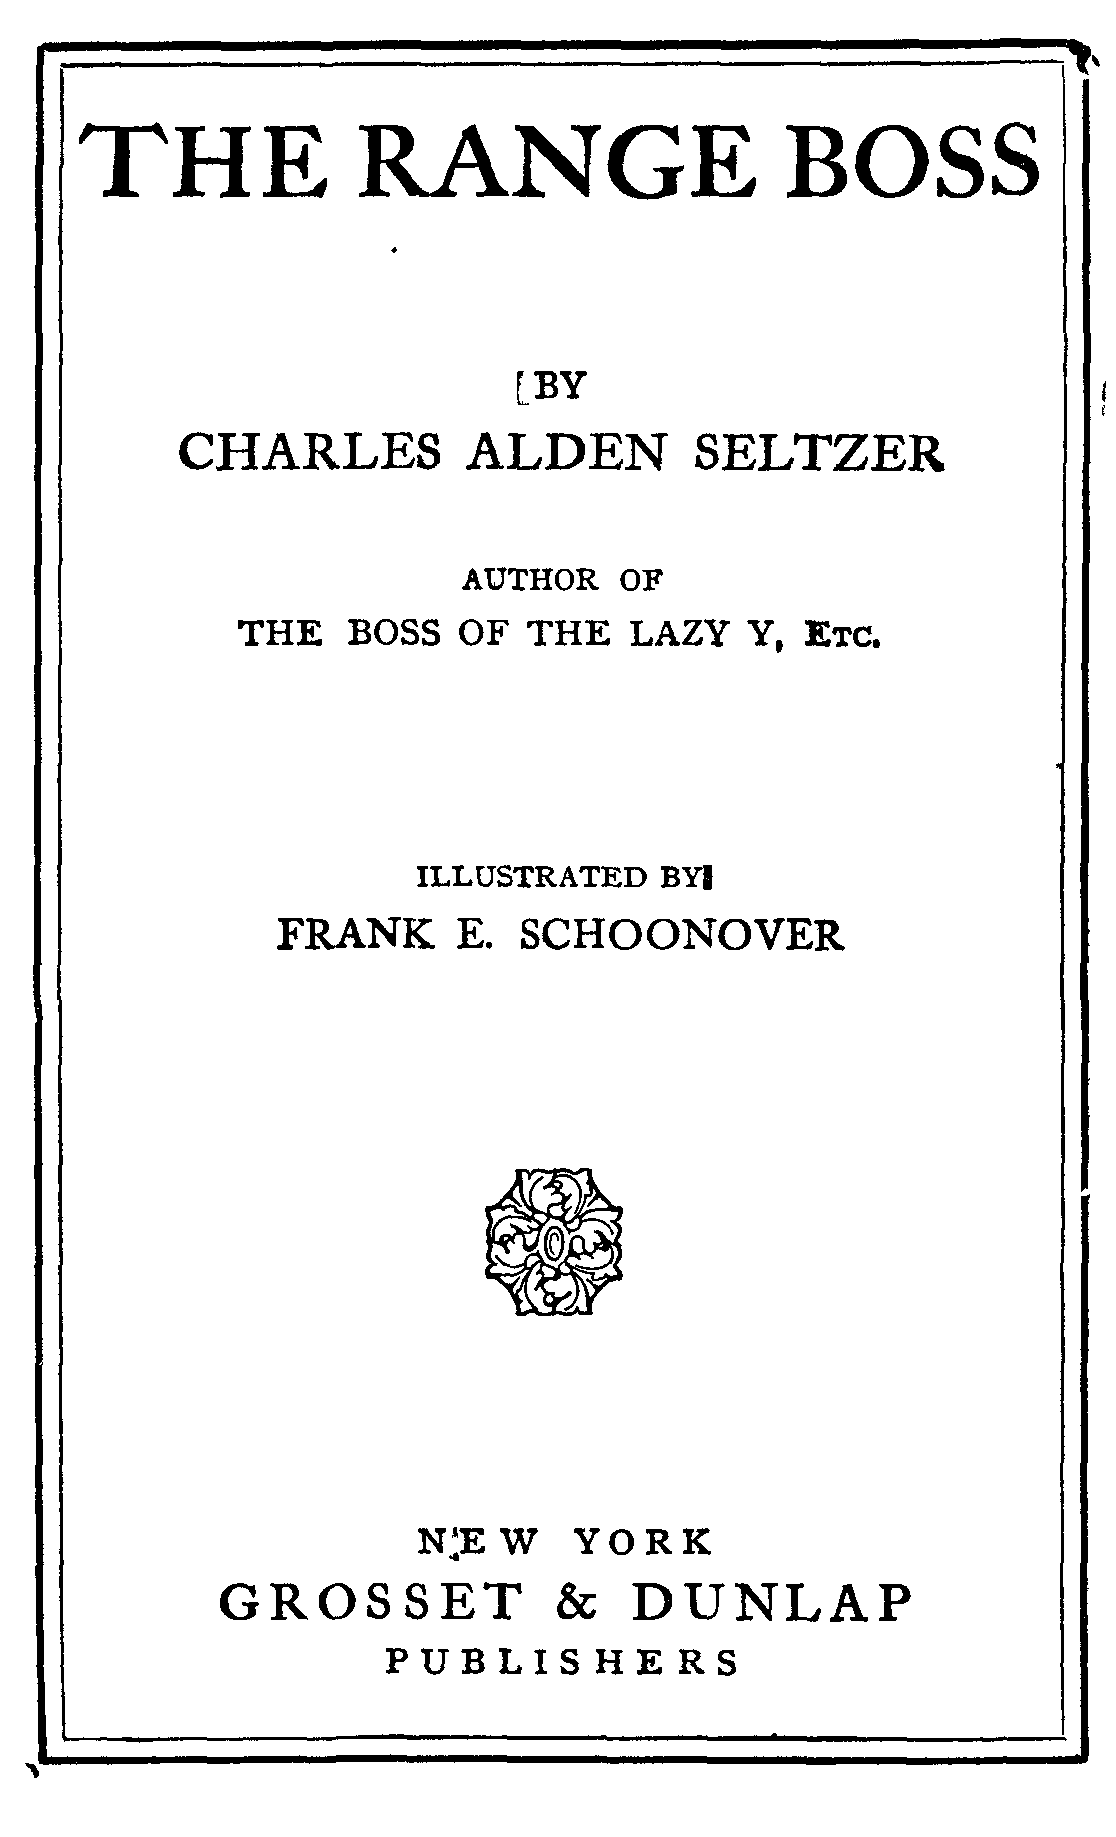 THE RANGE BOSS
BY
CHARLES ALDEN SELTZER
AUTHOR OF
THE BOSS OF THE LAZY Y, ETC.
ILLUSTRATED BY
FRANK E. SCHOONOVER
NEW YORK
GROSSET & DUNLAP
PUBLISHERS